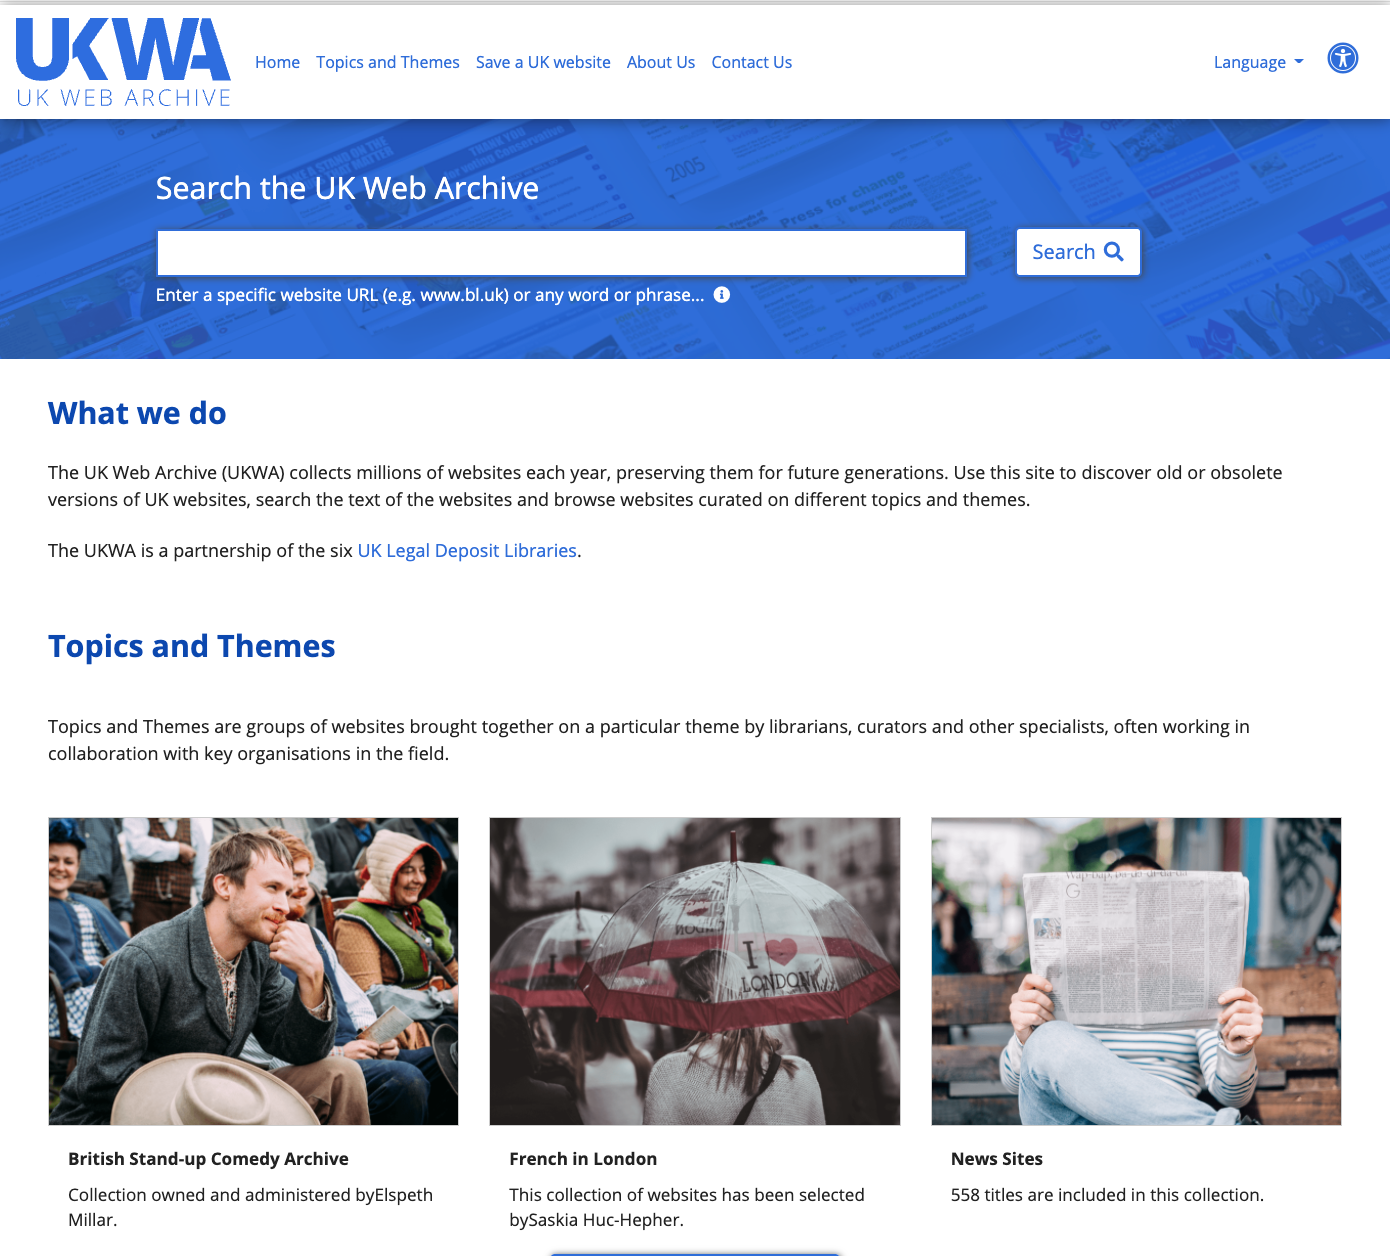 UKWA
UK WEB ARCHIVE
Home
Topics and Themes
Save a UK website
About Us
Contact Us
Language
2005
Press for change
Search the UK Web Archive
Search
Enter a specific website URL (e.g. www.bl.uk) or any word or phrase...
What we do
The UK Web Archive (UKWA) collects millions of websites each year, preserving them for future generations. Use this site to discover old or obsolete
versions of UK websites, search the text of the websites and browse websites curated on different topics and themes.
The UKWA is a partnership of the six UK Legal Deposit Libraries.
Topics and Themes
Topics and Themes are groups of websites brought together on a particular theme by librarians, curators and other specialists, often working in
collaboration with key organisations in the field.
I
LONDON
British Stand-up Comedy Archive
Collection owned and administered byElspeth
Millar.
French in London
This collection of websites has been selected
bySaskia Huc-Hepher.
News Sites
558 titles are included in this collection.